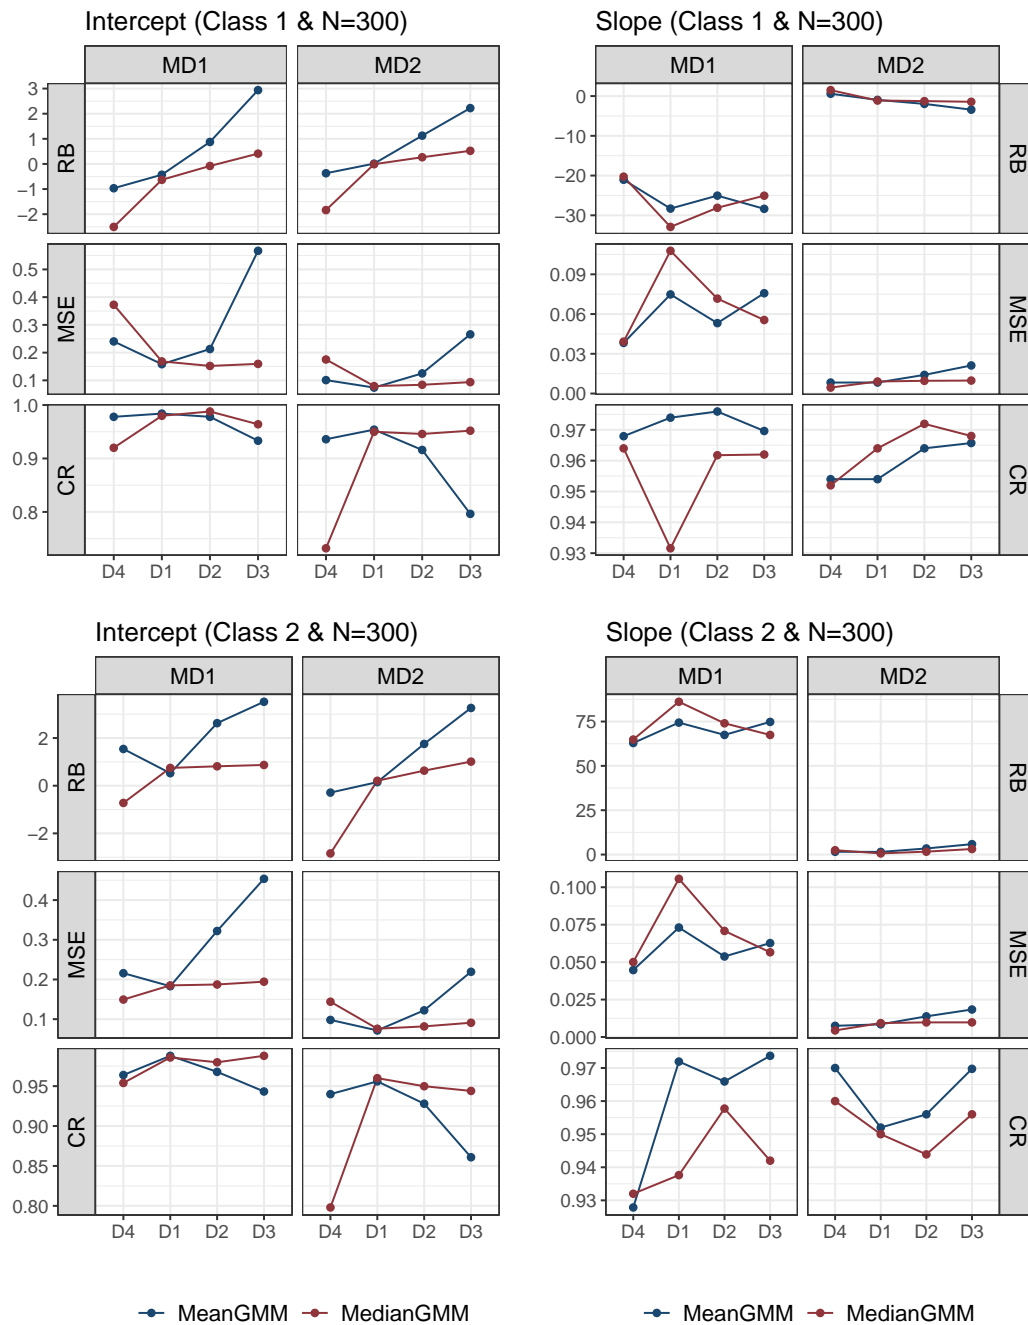 Intercept (Class 1 & N=300)
MD1 MD2
RB
3
2
1
0
−1
−2
MSE
0.5
0.4
0.3
0.2
0.1
CR
1.0
0.9
0.8
D4 D1 D2 D3 D4 D1 D2 D3
Slope (Class 1 & N=300)
MD1 MD2
0
−10
−20
−30
RB
0.09
0.06
0.03
0.00
MSE
0.97
0.96
0.95
0.94
0.93
CR
D4 D1 D2 D3 D4 D1 D2 D3
Intercept (Class 2 & N=300)
MD1 MD2
RB
2
0
−2
MSE
0.4
0.3
0.2
0.1
CR
0.95
0.90
0.85
0.80
D4 D1 D2 D3 D4 D1 D2 D3
MeanGMM MedianGMM
Slope (Class 2 & N=300)
MD1 MD2
75
50
25
0
RB
0.100
0.075
0.050
0.025
0.000
MSE
0.97
0.96
0.95
0.94
0.93
CR
D4 D1 D2 D3 D4 D1 D2 D3
MeanGMM MedianGMM